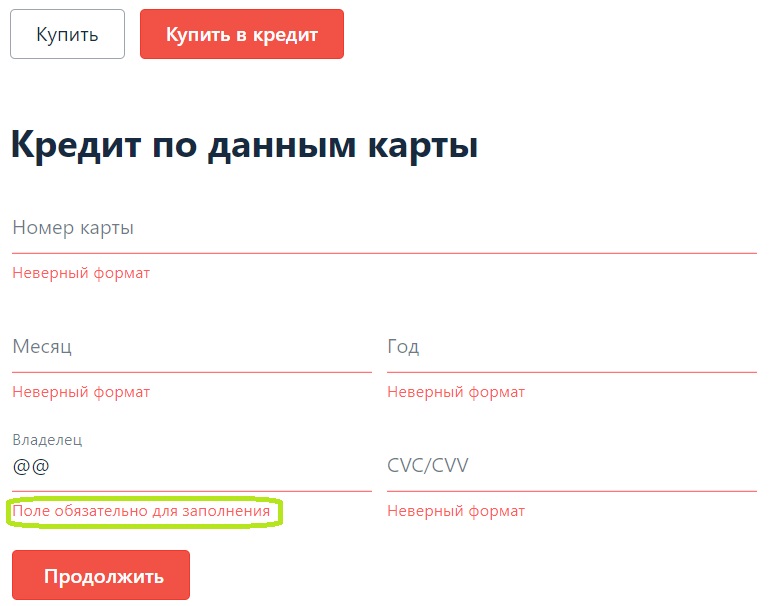 Купить Купить в кредит
Кредит по данным карты
Номер карты
Неверный формат
Месяц Год
Неверный формат Неверный формат
Владелец
@@ CVC/CVV
Поле обязательно для заполнения Неверный формат
Продолжить